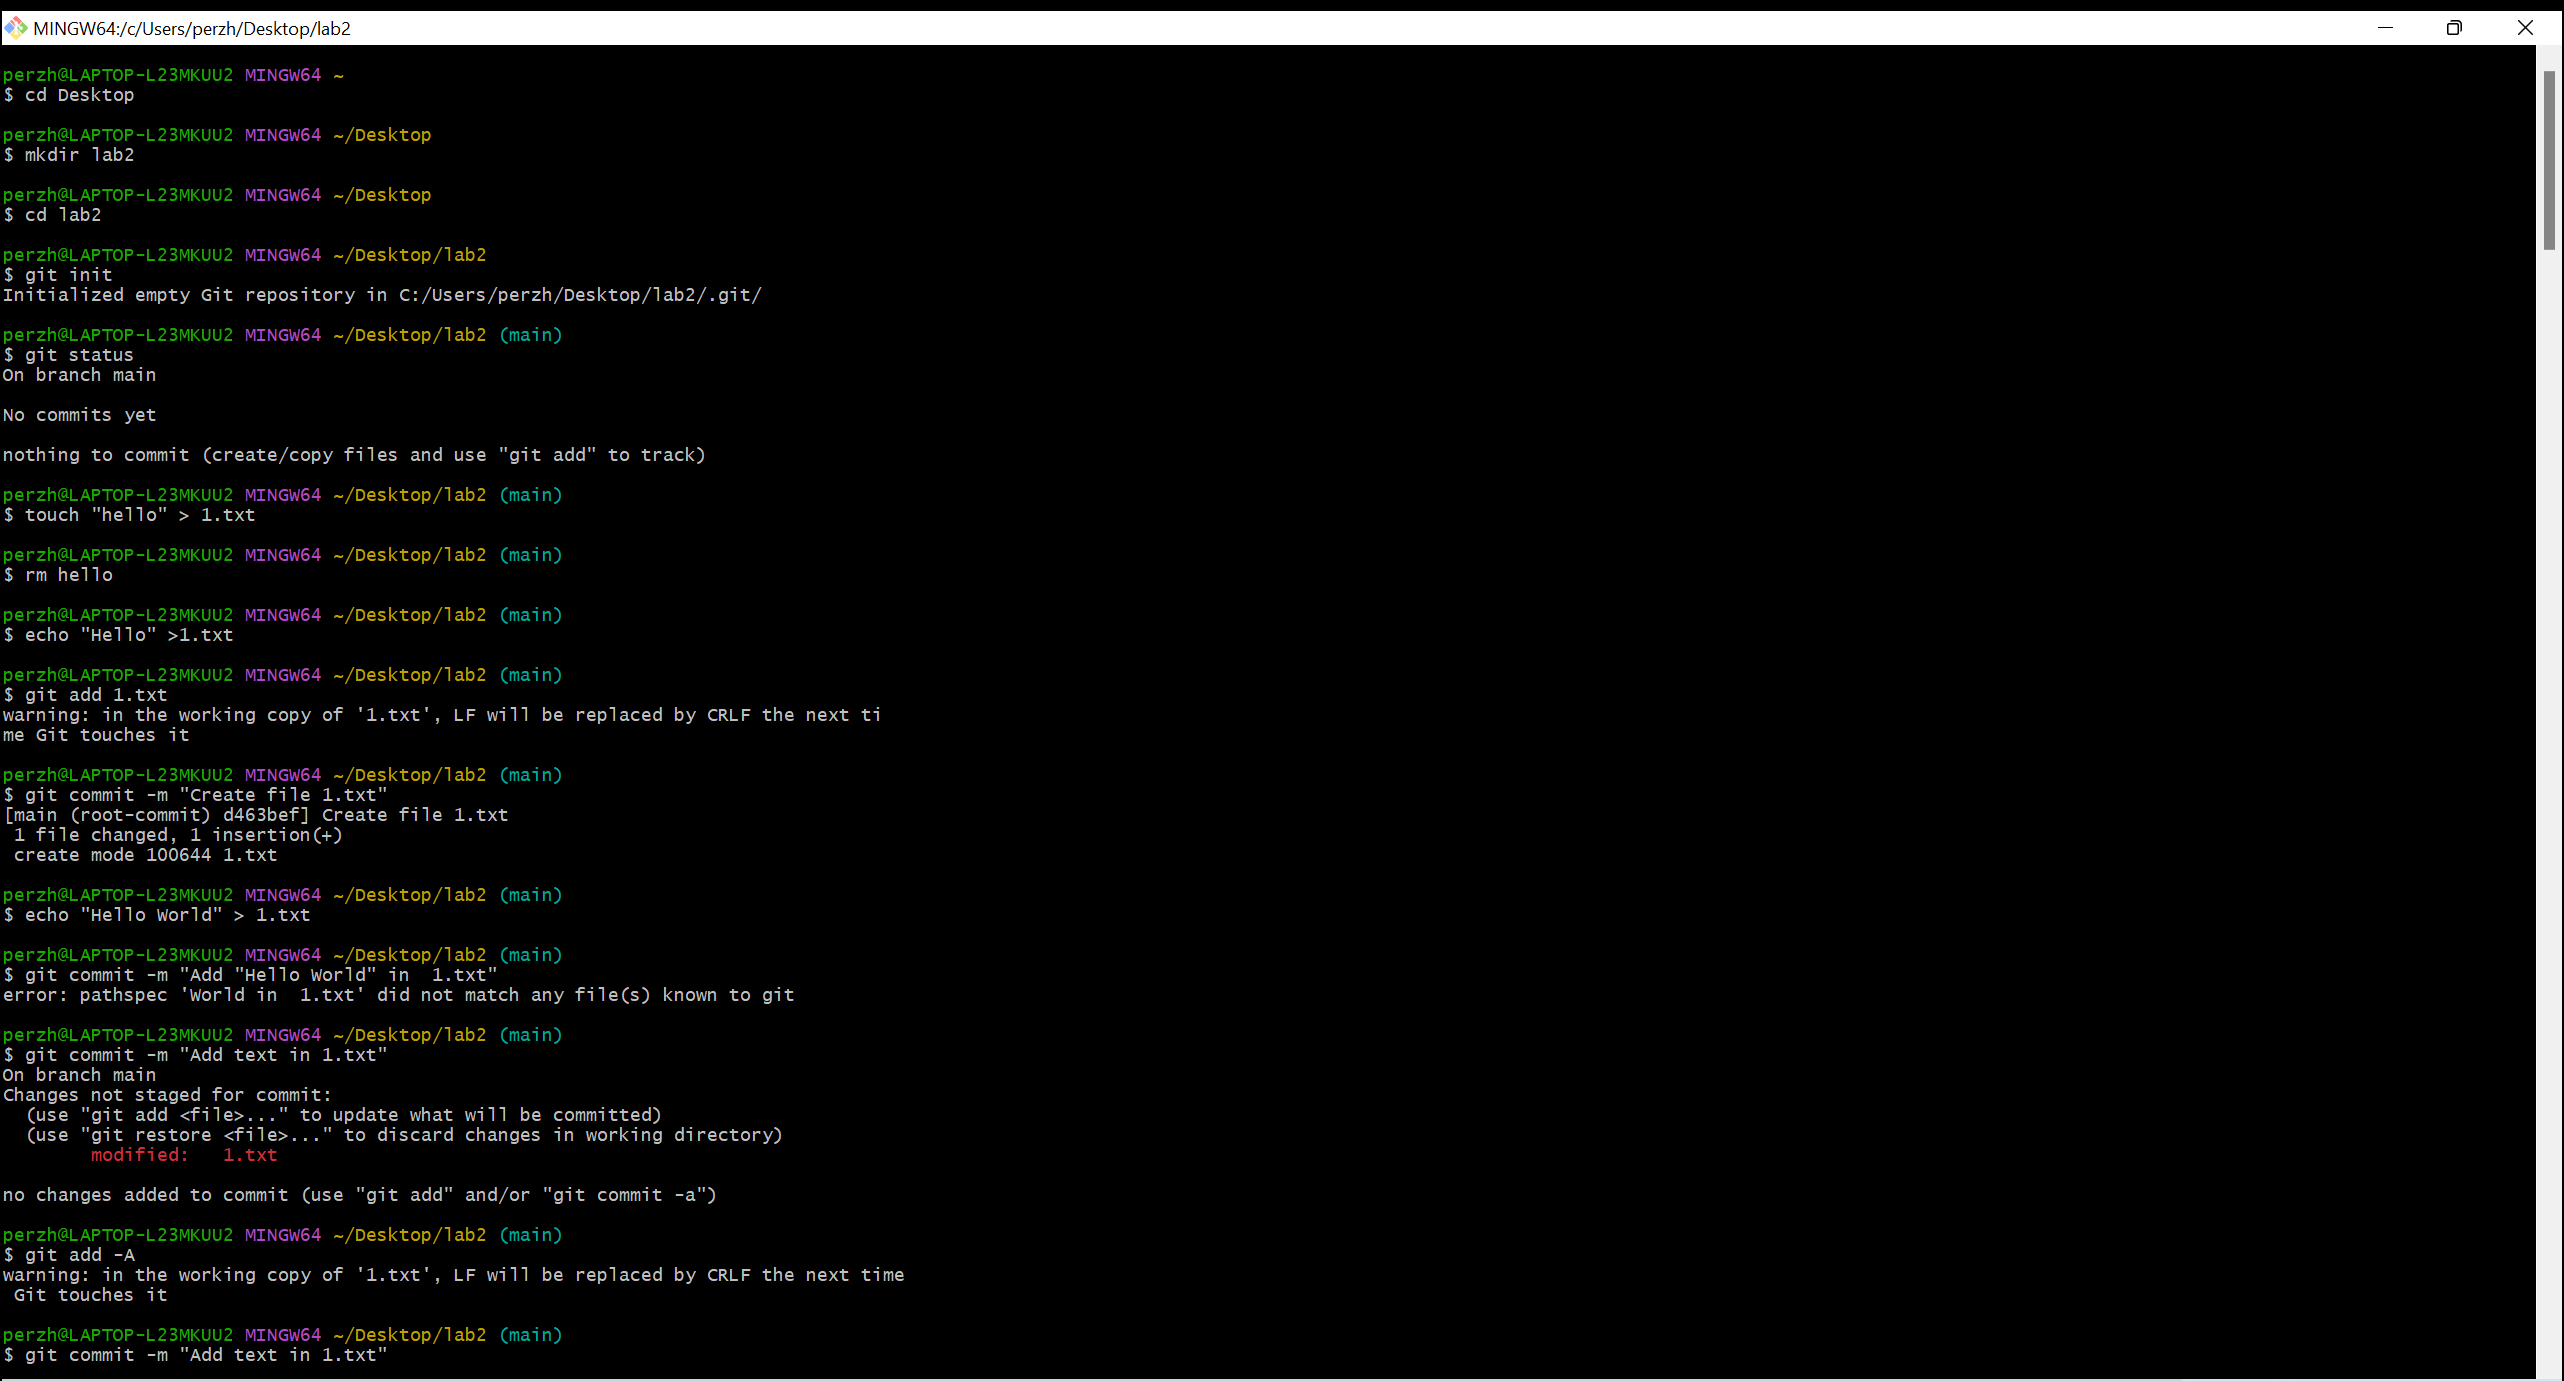 MINGW64:/c/Users/perzh/Desktop/lab2
perzh@LAPTOP-L23MKUU2 MINGW64 ~
$ cd Desktop
perzh@LAPTOP-L23MKUU2 MINGW64 ~/Desktop
$ mkdir lab2
perzh@LAPTOP-L23MKUU2 MINGW64 ~/Desktop
$ cd lab2
perzh@LAPTOP-L23MKUU2 MINGW64 ~/Desktop/lab2
$ git init
Initialized empty Git repository in C:/Users/perzh/Desktop/lab2/.git/
perzh@LAPTOP-L23MKUU2 MINGW64 ~/Desktop/lab2 (main)
$ git status
On branch main
No commits yet
nothing to commit (create/copy files and use "git add" to track)
perzh@LAPTOP-L23MKUU2 MINGW64 ~/Desktop/lab2 (main)
$ touch "hello" > 1.txt
perzh@LAPTOP-L23MKUU2 MINGW64 ~/Desktop/lab2 (main)
$ rm hello
perzh@LAPTOP-L23MKUU2 MINGW64 ~/Desktop/lab2 (main)
$ echo "Hello" >1.txt
perzh@LAPTOP-L23MKUU2 MINGW64 ~/Desktop/lab2 (main)
$ git add 1.txt
warning: in the working copy of '1.txt', LF will be replaced by CRLF the next ti
me Git touches it
perzh@LAPTOP-L23MKUU2 MINGW64 ~/Desktop/lab2 (main)
$ git commit -m "Create file 1.txt"
[main (root-commit) d463bef] Create file 1.txt
 1 file changed, 1 insertion(+)
 create mode 100644 1.txt
perzh@LAPTOP-L23MKUU2 MINGW64 ~/Desktop/lab2 (main)
$ echo "Hello World" > 1.txt
perzh@LAPTOP-L23MKUU2 MINGW64 ~/Desktop/lab2 (main)
$ git commit -m "Add "Hello World" in  1.txt"
error: pathspec 'World in  1.txt' did not match any file(s) known to git
perzh@LAPTOP-L23MKUU2 MINGW64 ~/Desktop/lab2 (main)
$ git commit -m "Add text in 1.txt"
On branch main
Changes not staged for commit:
  (use "git add <file>..." to update what will be committed)
  (use "git restore <file>..." to discard changes in working directory)
        modified:   1.txt
no changes added to commit (use "git add" and/or "git commit -a")
perzh@LAPTOP-L23MKUU2 MINGW64 ~/Desktop/lab2 (main)
$ git add -A
warning: in the working copy of '1.txt', LF will be replaced by CRLF the next time
 Git touches it
perzh@LAPTOP-L23MKUU2 MINGW64 ~/Desktop/lab2 (main)
$ git commit -m "Add text in 1.txt"